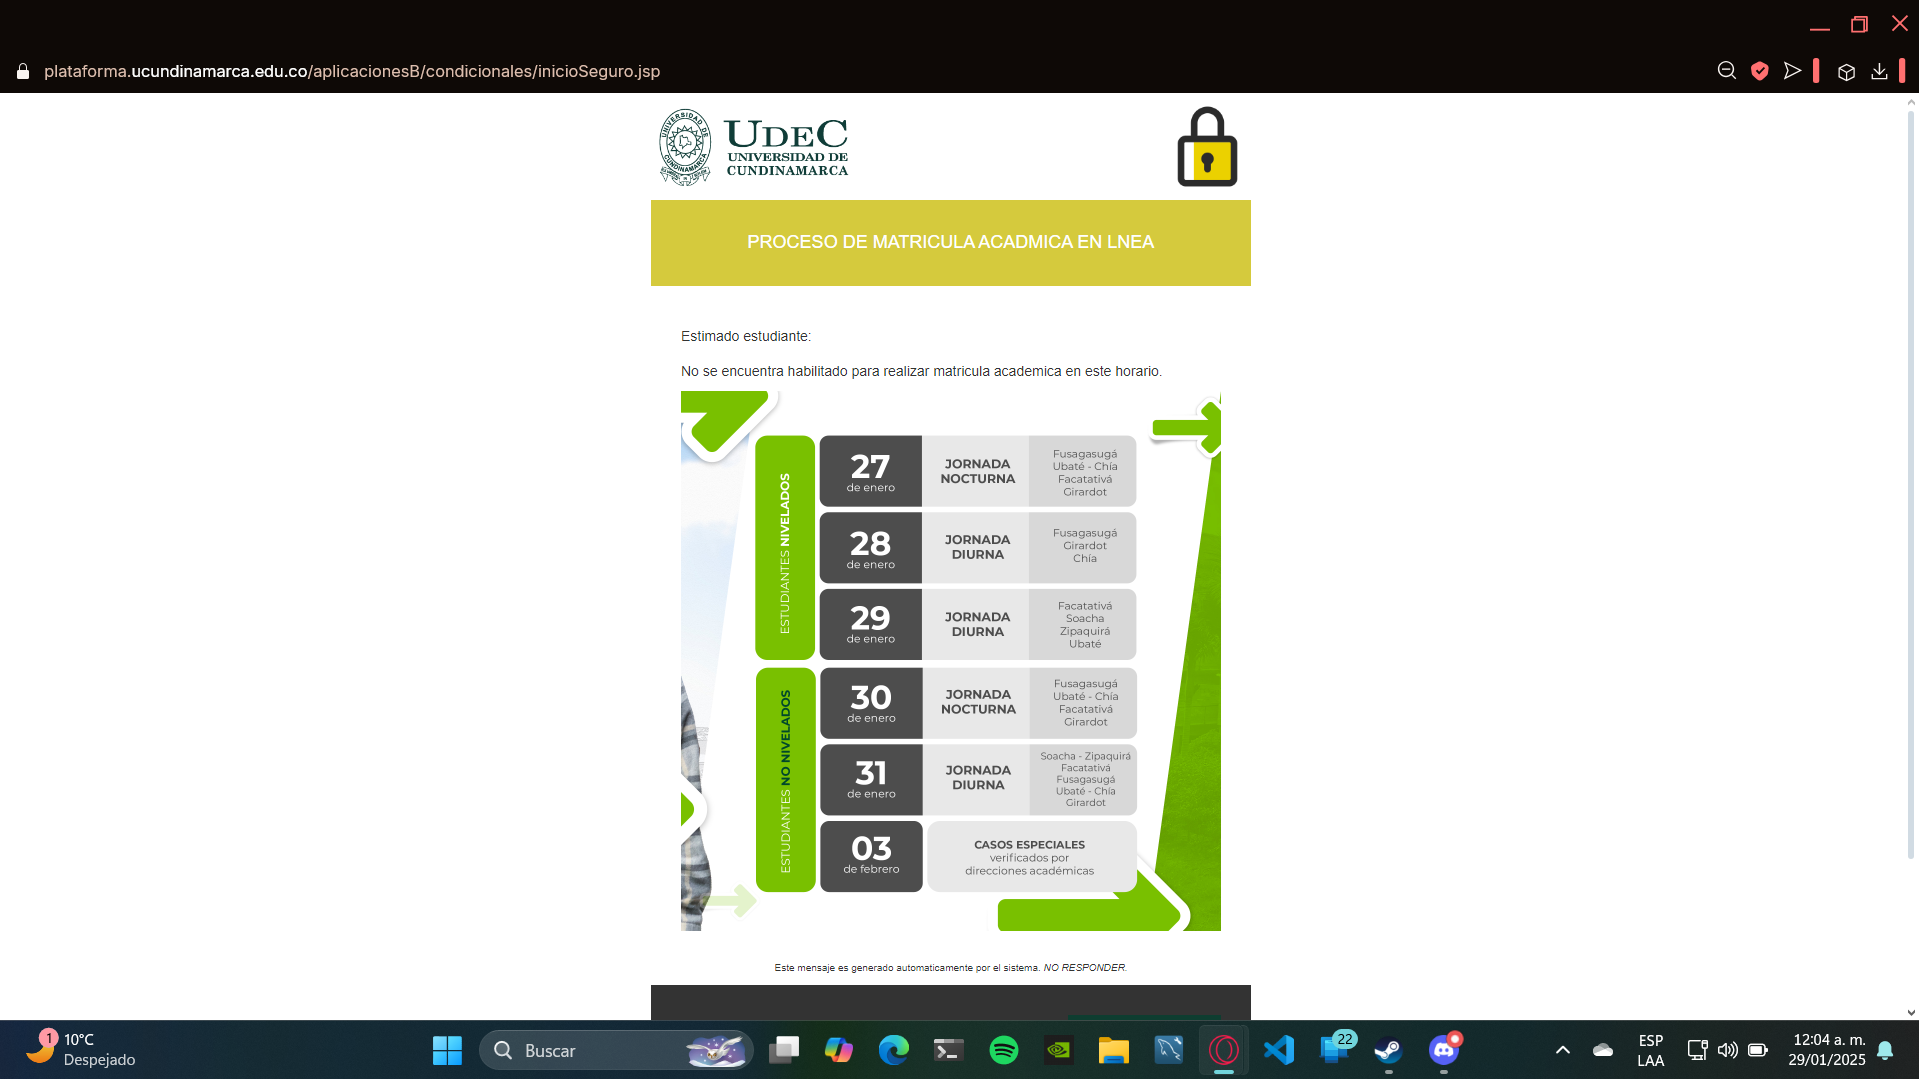 plataforma.ucundinamarca.edu.co/aplicacionesB/condicionales/inicioSeguro.jsp
UNIVERSIDAD DE
UDEC
UNIVERSIDAD DE
CUNDINAMARCA
PROCESO DE MATRICULA ACADMICA EN LNEA
Estimado estudiante:
No se encuentra habilitado para realizar matricula academica en este horario.
ESTUDIANTES NIVELADOS
27
de enero
JORNADA
NOCTURNA
Fusagasugá
Ubaté - Chía
Facatativá
Girardot
28
de enero
JORNADA
DIURNA
Fusagasugá
Girardot
Chía
29
de enero
JORNADA
DIURNA
Facatativá
Soacha
Zipaquirá
Ubaté
ESTUDIANTES NO NIVELADOS
30
de enero
JORNADA
NOCTURNA
Fusagasugá
Ubaté - Chía
Facatativá
Girardot
31
de enero
JORNADA
DIURNA
Soacha - Zipaquirá
Facatativá
Fusagasugá
Ubaté - Chía
Girardot
03
de febrero
CASOS ESPECIALES
verificados por
direcciones académicas
Este mensaje es generado automaticamente por el sistema. NO RESPONDER.
1
10°C
Despejado
Buscar
22
ESP
LAA
12:04 a. m.
29/01/2025